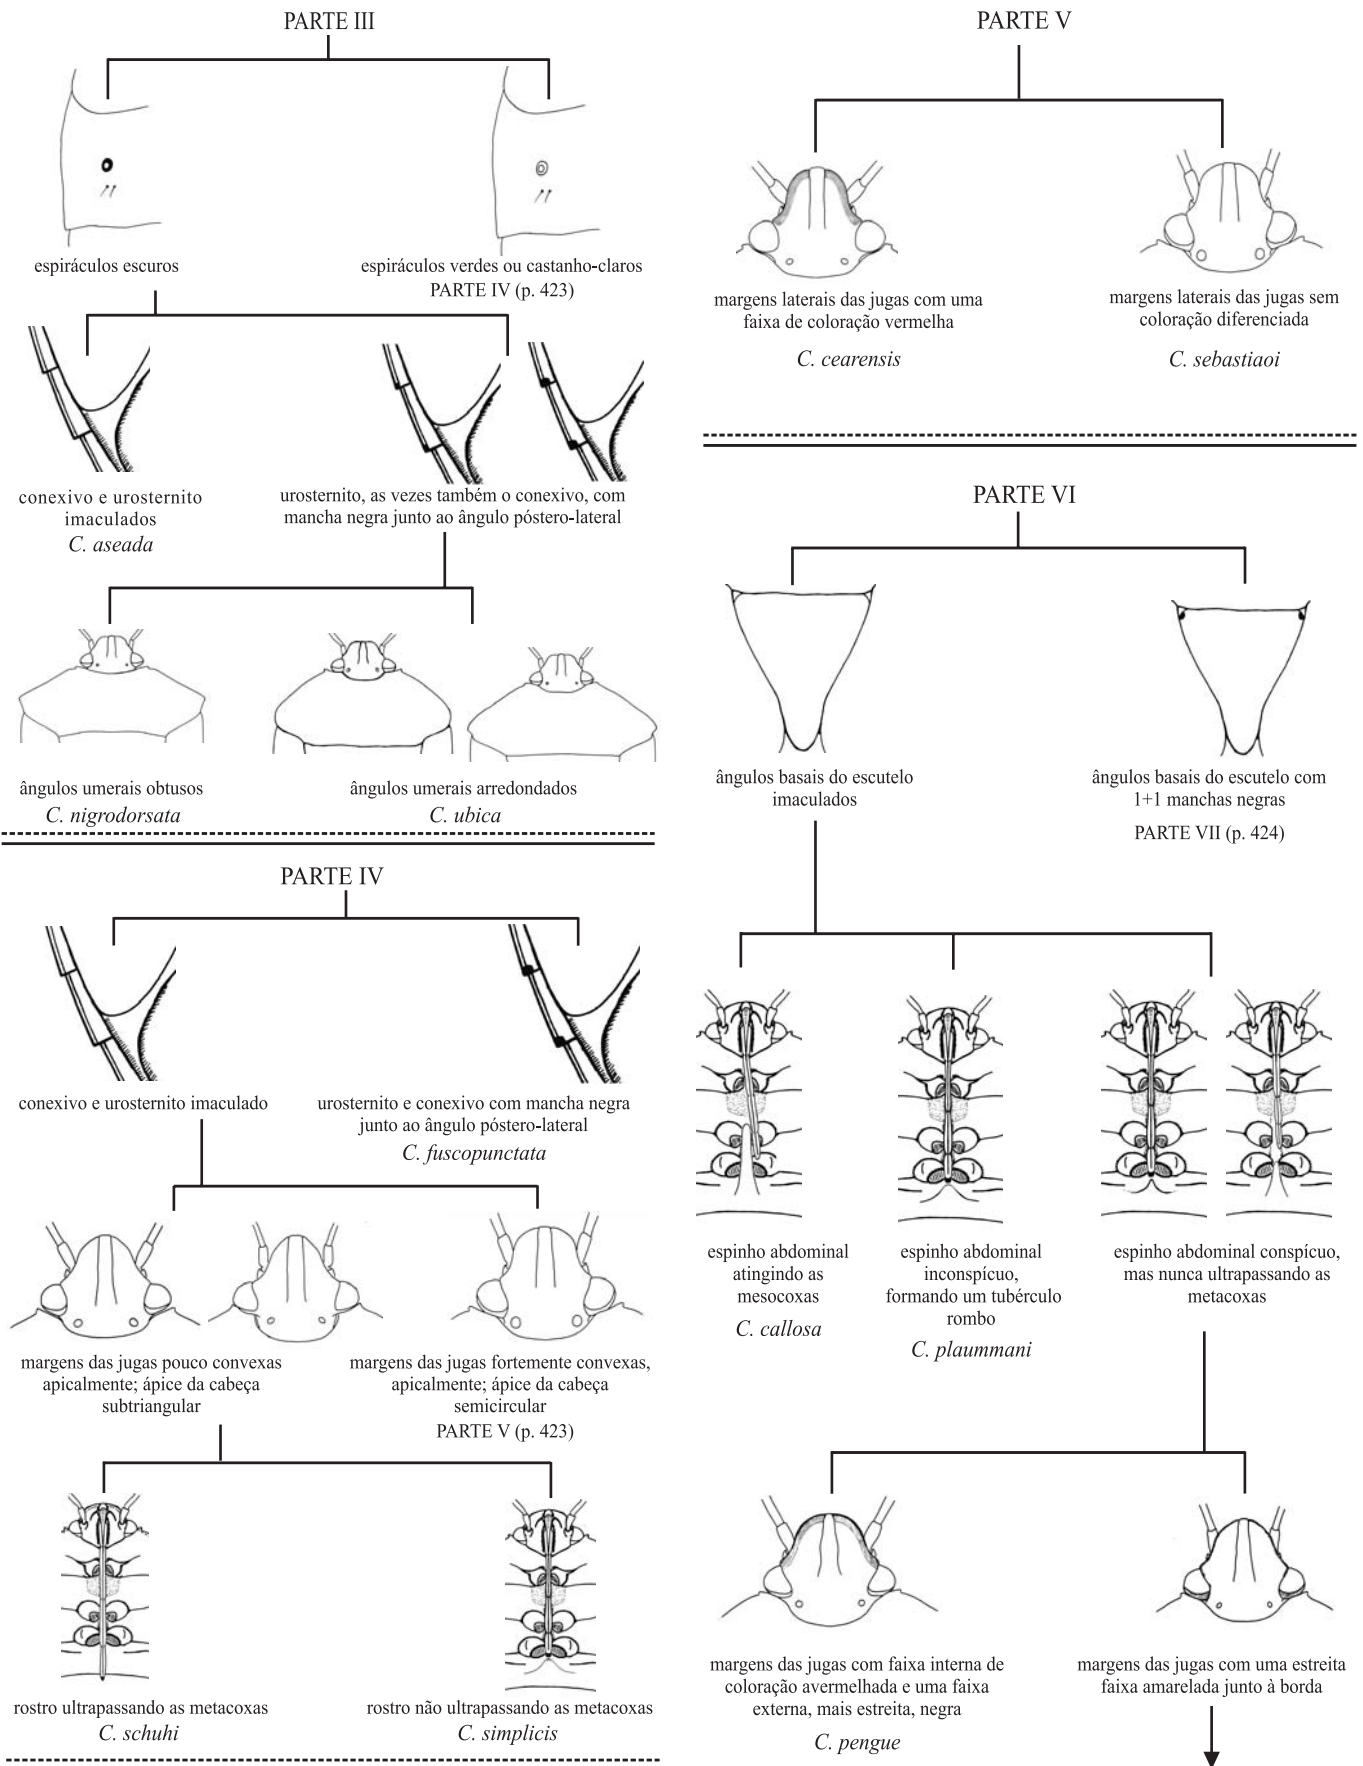 PARTE III
espiráculos escuros
espiráculos verdes ou castanho-claros
PARTE IV (p. 423)
conexivo e urosternito
imaculados
C. aseada
urosternito, as vezes também o conexivo, com
mancha negra junto ao ângulo póstero-lateral
ângulos umerais obtusos
C. nigrodorsata
ângulos umerais arredondados
C. ubica
PARTE IV
conexivo e urosternito imaculado
urosternito e conexivo com mancha negra
junto ao ângulo póstero-lateral
C. fuscopunctata
margens das jugas pouco convexas
apicalmente; ápice da cabeça
subtriangular
margens das jugas fortemente convexas,
apicalmente; ápice da cabeça
semicircular
PARTE V (p. 423)
rostro ultrapassando as metacoxas
C. schuhi
rostro não ultrapassando as metacoxas
C. simplicis
PARTE V
margens laterais das jugas com uma
faixa de coloração vermelha
C. cearensis
margens laterais das jugas sem
coloração diferenciada
C. sebastiaoi
PARTE VI
ângulos basais do escutelo
imaculados
ângulos basais do escutelo com
1+1 manchas negras
PARTE VII (p. 424)
espinho abdominal
atingindo as
mesocoxas
C. callosa
espinho abdominal
inconspícuo,
formando um tubérculo
rombo
C. plaummani
espinho abdominal conspícuo,
mas nunca ultrapassando as
metacoxas
margens das jugas com faixa interna de
coloração avermelhada e uma faixa
externa, mais estreita, negra
C. pengue
margens das jugas com uma estreita
faixa amarelada junto à borda